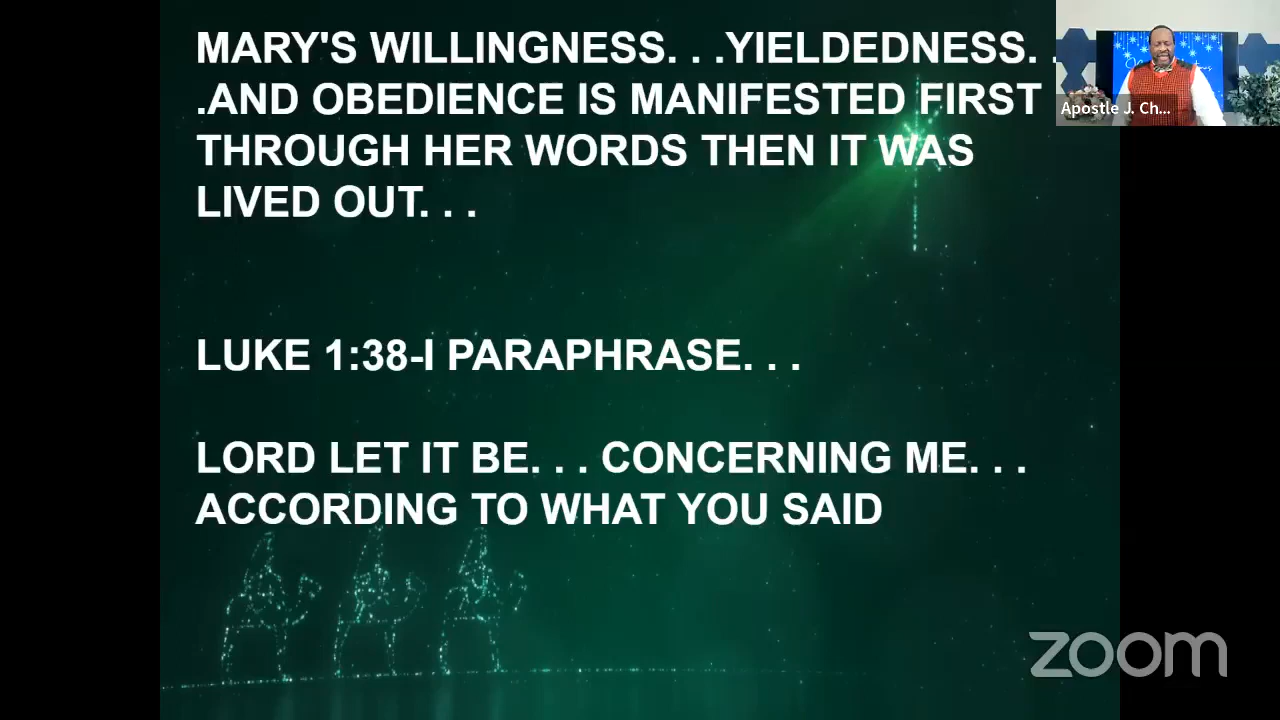 MARY'S WILLINGNESS. . .YIELDEDNESS. .
.AND OBEDIENCE IS MANIFESTED FIRST
THROUGH HER WORDS THEN IT WAS
LIVED OUT. . .
LUKE 1:38-I PARAPHRASE. . .
LORD LET IT BE. . . CONCERNING ME. . .
ACCORDING TO WHAT YOU SAID
Apostle J. Ch...
zoom